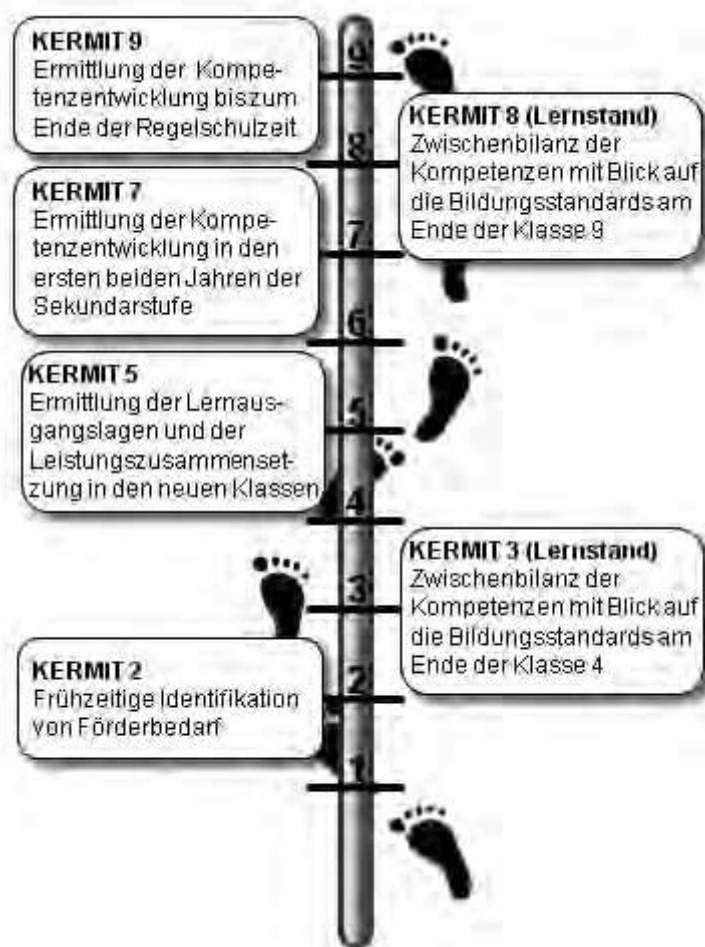 KERMIT 9
Ermittlung der Kompe-
tenzentwicklung biszum
Ende der Regelschulzeit
9
KERMIT 8 (Lernstand)
Zwischenbilanz der
Kompetenzen mit Blick auf
die Bildungsstandards am
Ende der Klasse 9
8
KERMIT 7
Ermittlung der Kompe-
tenzentwicklung in den
ersten beiden Jahren der
Sekundarstufe
7
6
KERMIT 5
Ermittlung der Lernaus-
gangslagen und der
Leistungszusammenset-
zung in den neuen Klassen
5
4
KERMIT 3 (Lernstand)
Zwischenbilanz der
Kompetenzen mit Blick auf
die Bildungsstandards am
Ende der Klasse 4
3
KERMIT 2
Frühzeitige Identifikation
von Förderbedarf
2
1